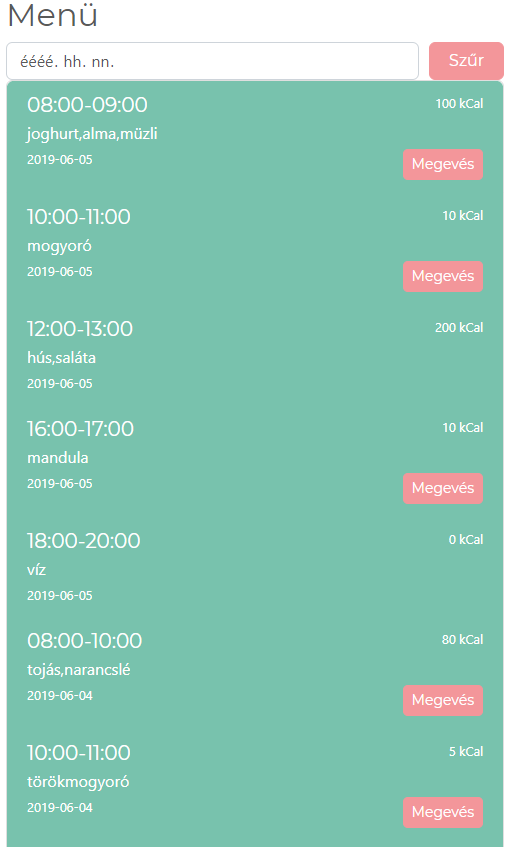 Menü
éééé. hh. nn.
Szűr
08:00-09:00
100 kCal
joghurt,alma,müzli
2019-06-05
Megevés
10:00-11:00
10 kCal
mogyoró
2019-06-05
Megevés
12:00-13:00
200 kCal
hús,saláta
2019-06-05
16:00-17:00
10 kCal
mandula
2019-06-05
Megevés
18:00-20:00
0 kCal
víz
2019-06-05
08:00-10:00
80 kCal
tojás,narancslé
2019-06-04
Megevés
10:00-11:00
5 kCal
törökmogyoró
2019-06-04
Megevés